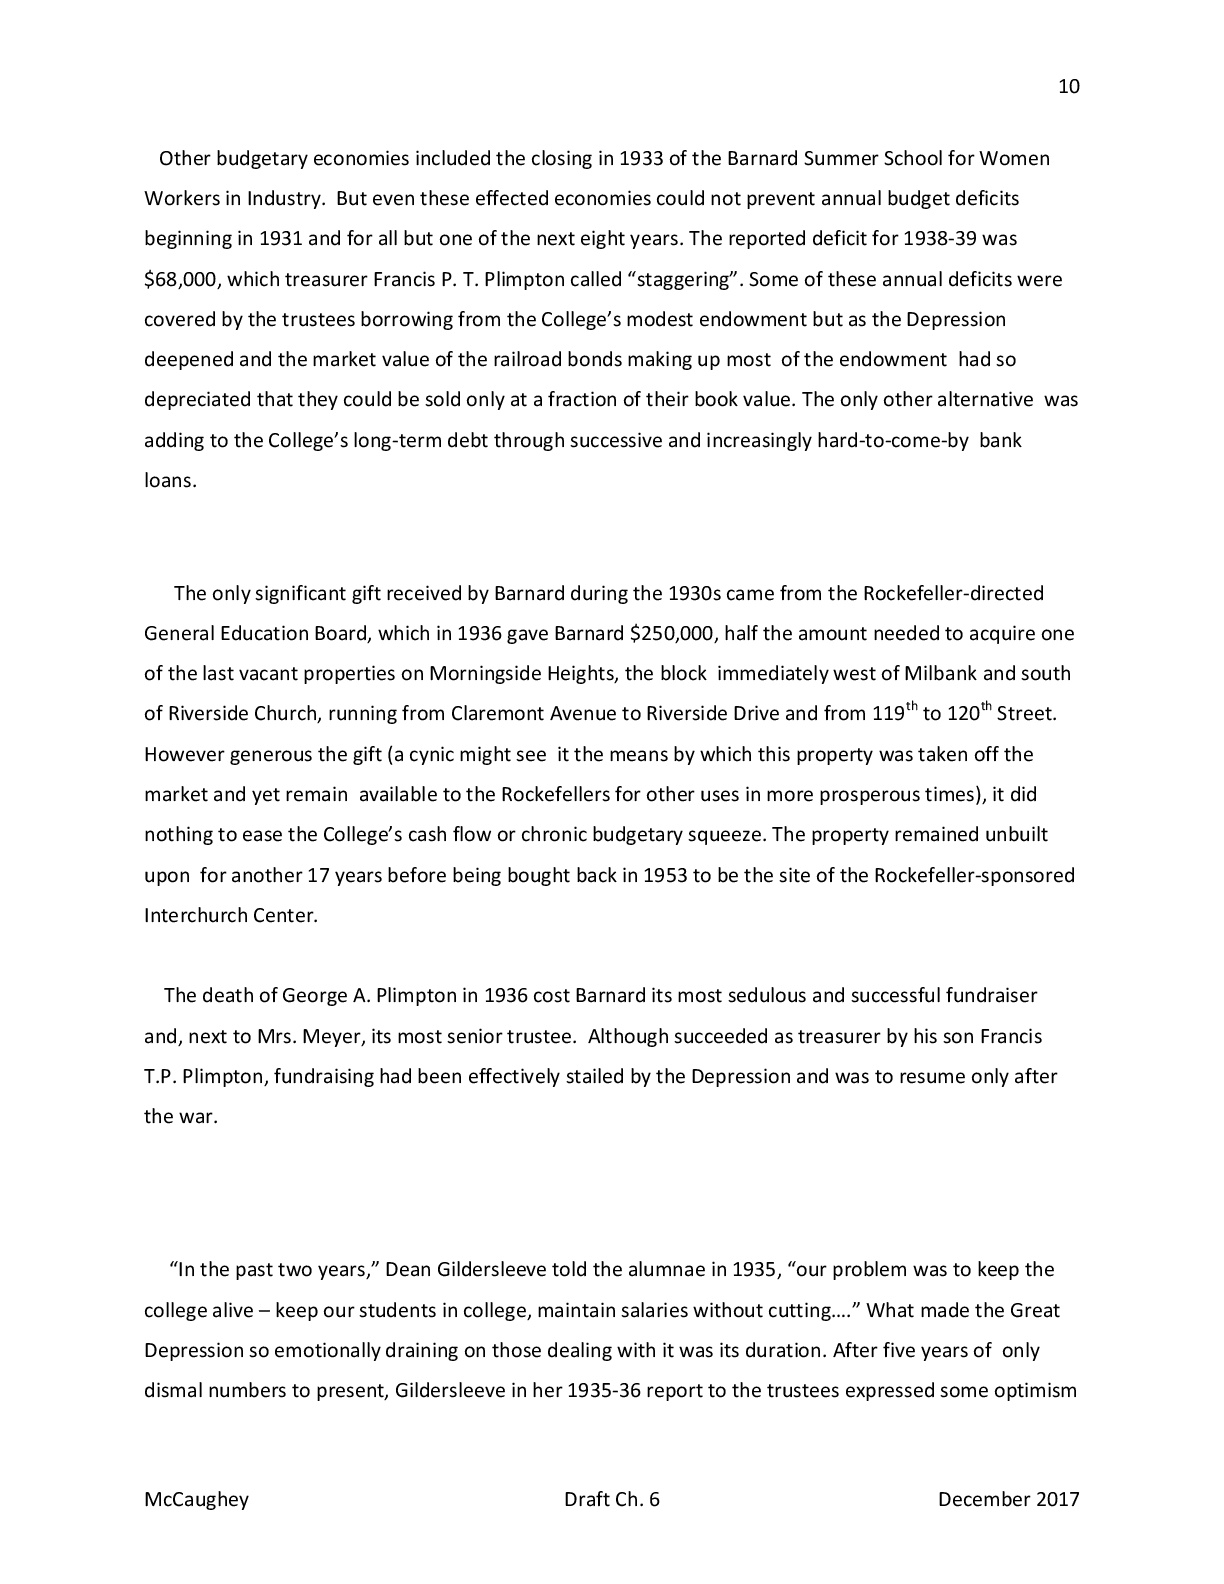 10
Other budgetary economies included the closing in 1933 of the Barnard Summer School for Women
Workers in Industry.  But even these effected economies could not prevent annual budget deficits
beginning in 1931 and for all but one of the next eight years. The reported deficit for 1938-39 was
$68,000, which treasurer Francis P. T. Plimpton called “staggering”. Some of these annual deficits were
covered by the trustees borrowing from the College’s modest endowment but as the Depression
deepened and the market value of the railroad bonds making up most  of the endowment  had so
depreciated that they could be sold only at a fraction of their book value. The only other alternative  was
adding to the College’s long-term debt through successive and increasingly hard-to-come-by  bank
loans.
The only significant gift received by Barnard during the 1930s came from the Rockefeller-directed
General Education Board, which in 1936 gave Barnard $250,000, half the amount needed to acquire one
of the last vacant properties on Morningside Heights, the block  immediately west of Milbank and south
of Riverside Church, running from Claremont Avenue to Riverside Drive and from 119th to 120th Street.
However generous the gift (a cynic might see  it the means by which this property was taken off the
market and yet remain  available to the Rockefellers for other uses in more prosperous times), it did
nothing to ease the College’s cash flow or chronic budgetary squeeze. The property remained unbuilt
upon  for another 17 years before being bought back in 1953 to be the site of the Rockefeller-sponsored
Interchurch Center.
The death of George A. Plimpton in 1936 cost Barnard its most sedulous and successful fundraiser
and, next to Mrs. Meyer, its most senior trustee.  Although succeeded as treasurer by his son Francis
T.P. Plimpton, fundraising had been effectively stailed by the Depression and was to resume only after
the war.
“In the past two years,” Dean Gildersleeve told the alumnae in 1935, “our problem was to keep the
college alive – keep our students in college, maintain salaries without cutting….” What made the Great
Depression so emotionally draining on those dealing with it was its duration. After five years of  only
dismal numbers to present, Gildersleeve in her 1935-36 report to the trustees expressed some optimism
McCaughey Draft Ch. 6 December 2017